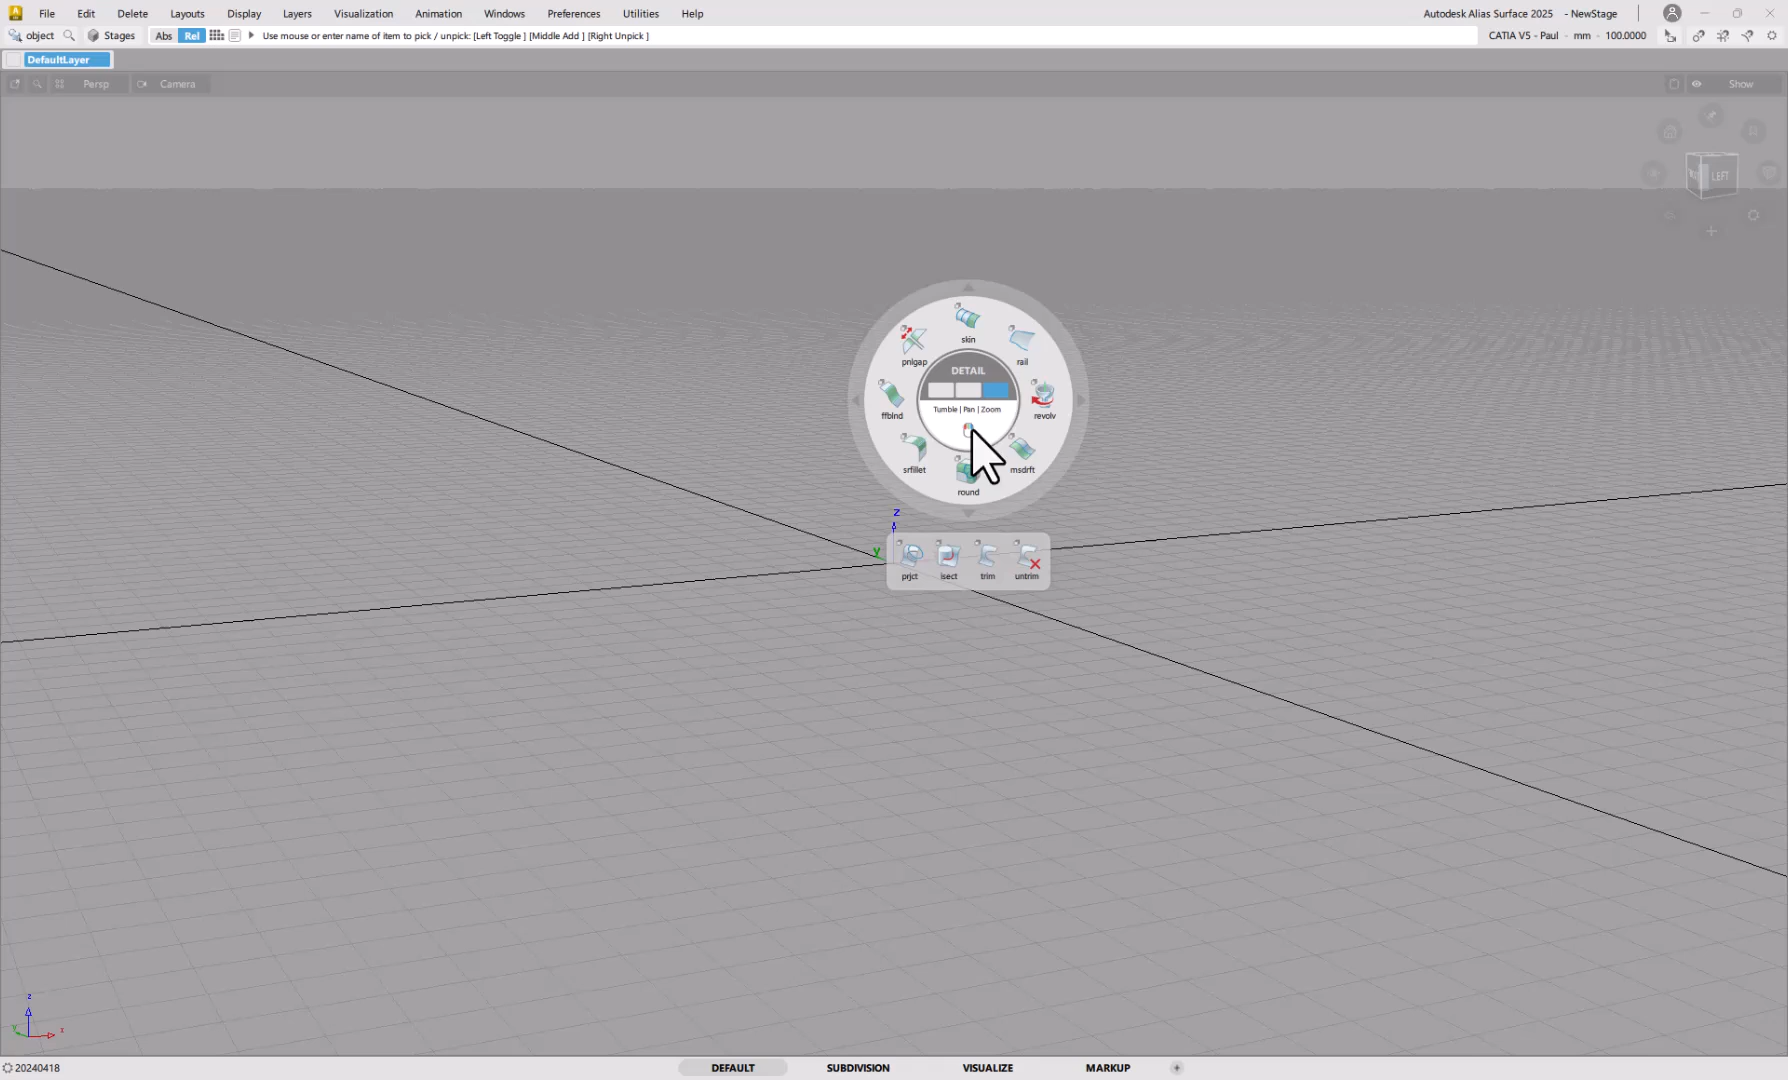 File Edit Delete Layouts Display Layers Visualization Animation Windows Preferences Utilities Help Autodesk Alias Surface 2025 - NewStage
object Stages Abs Rel Use mouse or enter name of item to pick / unpick: [Left Toggle ] [Middle Add ] [Right Unpick ] CATIA V5 - Paul - mm - 100.0000
DefaultLayer
Persp Camera Show
LEFT
skin
pnlgap rail
DETAIL
ffblnd Tumble | Pan | Zoom revolv
srfillet msdrft
round
z
y
prjct isect trim untrim
z
y x
20240418 DEFAULT SUBDIVISION VISUALIZE MARKUP +